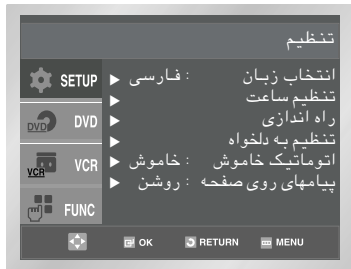 تنظیم
SETUP
DVD DVD
VCR VCR
FUNC
انتخاب زبان : فارسی ◀
تنظیم ساعت ◀
راه اندازی ◀
تنظیم به دلخواه ◀
اتوماتیک خاموش : خاموش ◀
پیامهای روی صفحه : روشن ◀
OK RETURN MENU